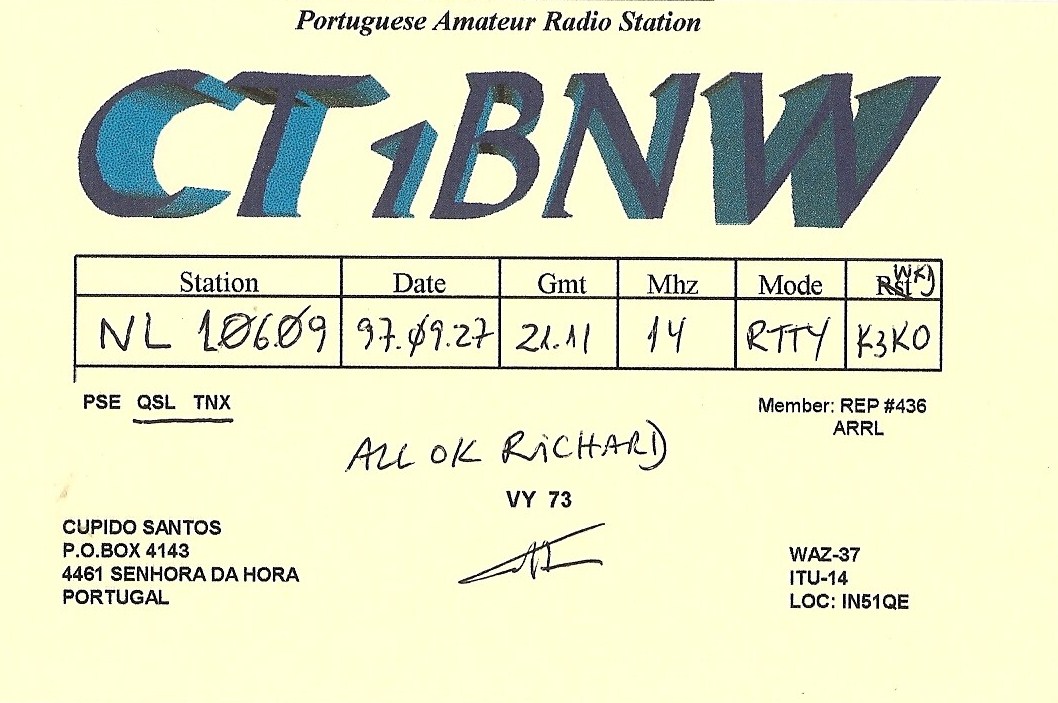 Portuguese Amateur Radio Station
CT1BNW
Station Date Gmt Mhz Mode Rst WKD
NL 10609 97.09.27 21.11 14 RTTY K3KO
PSE QSL TNX
Member: REP #436
ARRL
ALL OK RiCHARD
VY 73
CUPIDO SANTOS
P.O.BOX 4143
4461 SENHORA DA HORA
PORTUGAL
WAZ-37
ITU-14
LOC: IN51QE